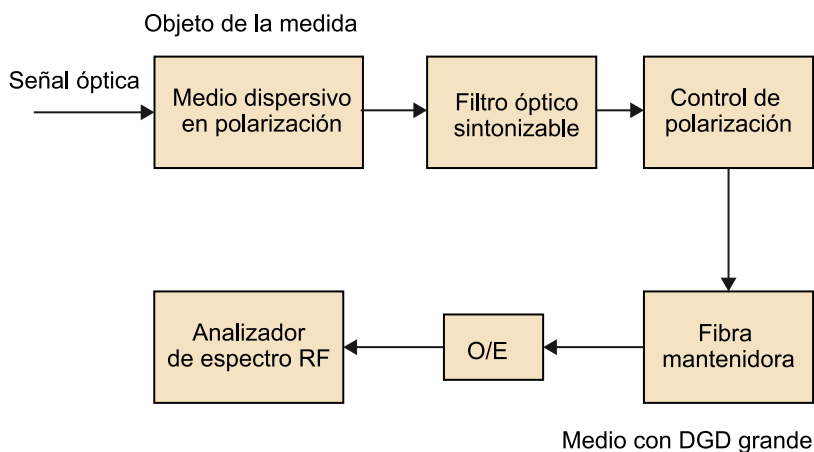 Objeto de la medida
Señal óptica
Medio dispersivo
en polarización
Filtro óptico
sintonizable
Control de
polarización
Analizador
de espectro RF
O/E
Fibra
mantenidora
Medio con DGD grande